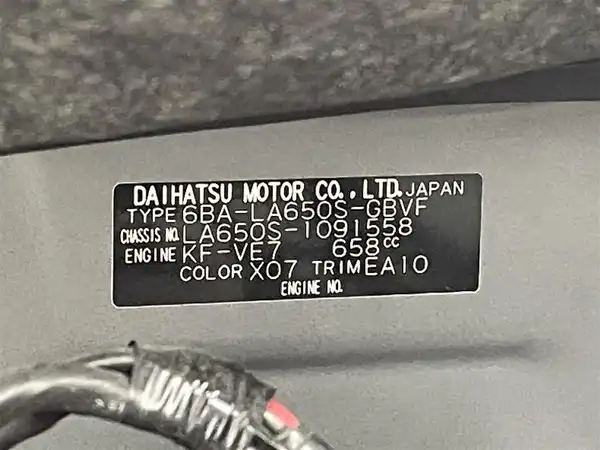 DAIHATSU MOTOR CO., LTD. JAPAN
TYPE 6BA-LA650S-GBVF
CHASSIS NO. LA650S-1091558
ENGINE KF-VE7 658cc
COLOR X07 TRIM EA10
ENGINE NO.